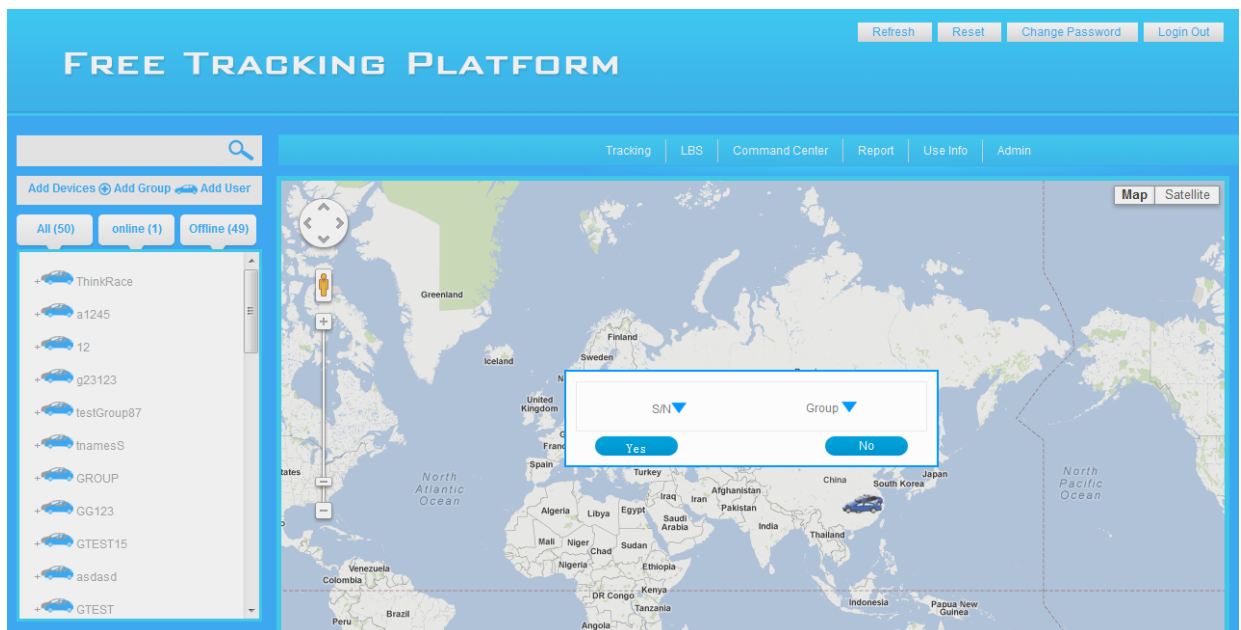 Refresh Reset Change Password Login Out
FREE TRACKING PLATFORM
Tracking LBS Command Center Report Use Info Admin
Add Devices Add Group Add User
All (50) online (1) Offline (49)
+ ThinkRace
+ a1245
+ 12
+ g23123
+ testGroup87
+ tnamesS
+ GROUP
+ GG123
+ GTEST15
+ asdasd
+ GTEST
Map Satellite
Greenland
Finland
Iceland
Sweden
United
Kingdom
S/N Group
Yes No
Spain
Turkey
China
South Korea
Japan
North
Atlantic
Ocean
North
Pacific
Ocean
Afghanistan
Iraq Iran
Pakistan
Algeria Libya Egypt
Saudi
Arabia
India
Thailand
Mali Niger
Chad Sudan
Nigeria Ethiopia
Venezuela
Colombia
DR Congo Kenya
Tanzania
Indonesia
Papua New
Guinea
Brazil
Peru
Angola